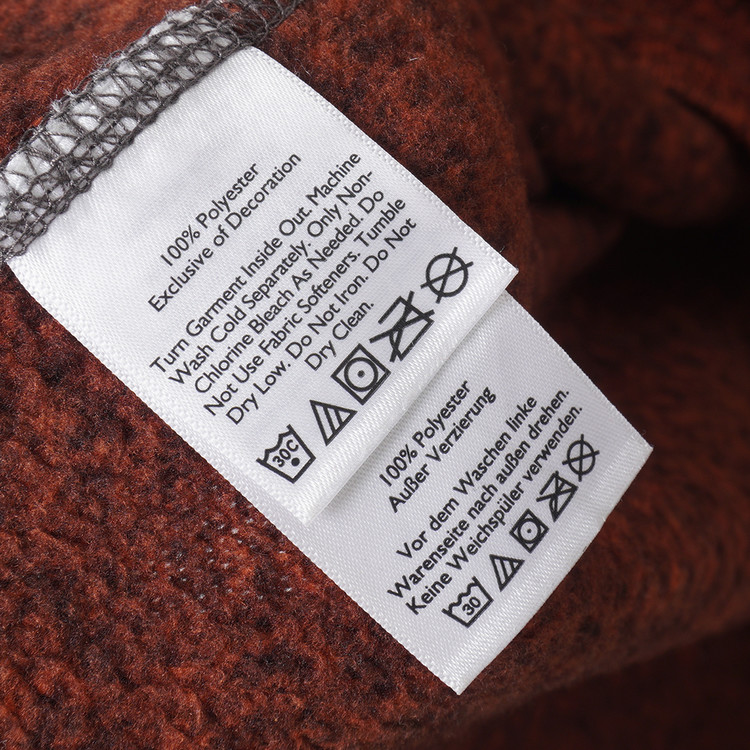 100% Polyester
Exclusive of Decoration
Turn Garment Inside Out. Machine
Wash Cold Separately. Only Non-
Chlorine Bleach As Needed. Do
Not Use Fabric Softeners. Tumble
Dry Low. Do Not Iron. Do Not
Dry Clean.
30C
100% Polyester
Außer Verzierung
Vor dem Waschen linke
Warenseite nach außen drehen.
Keine Weichspüler verwenden.
30